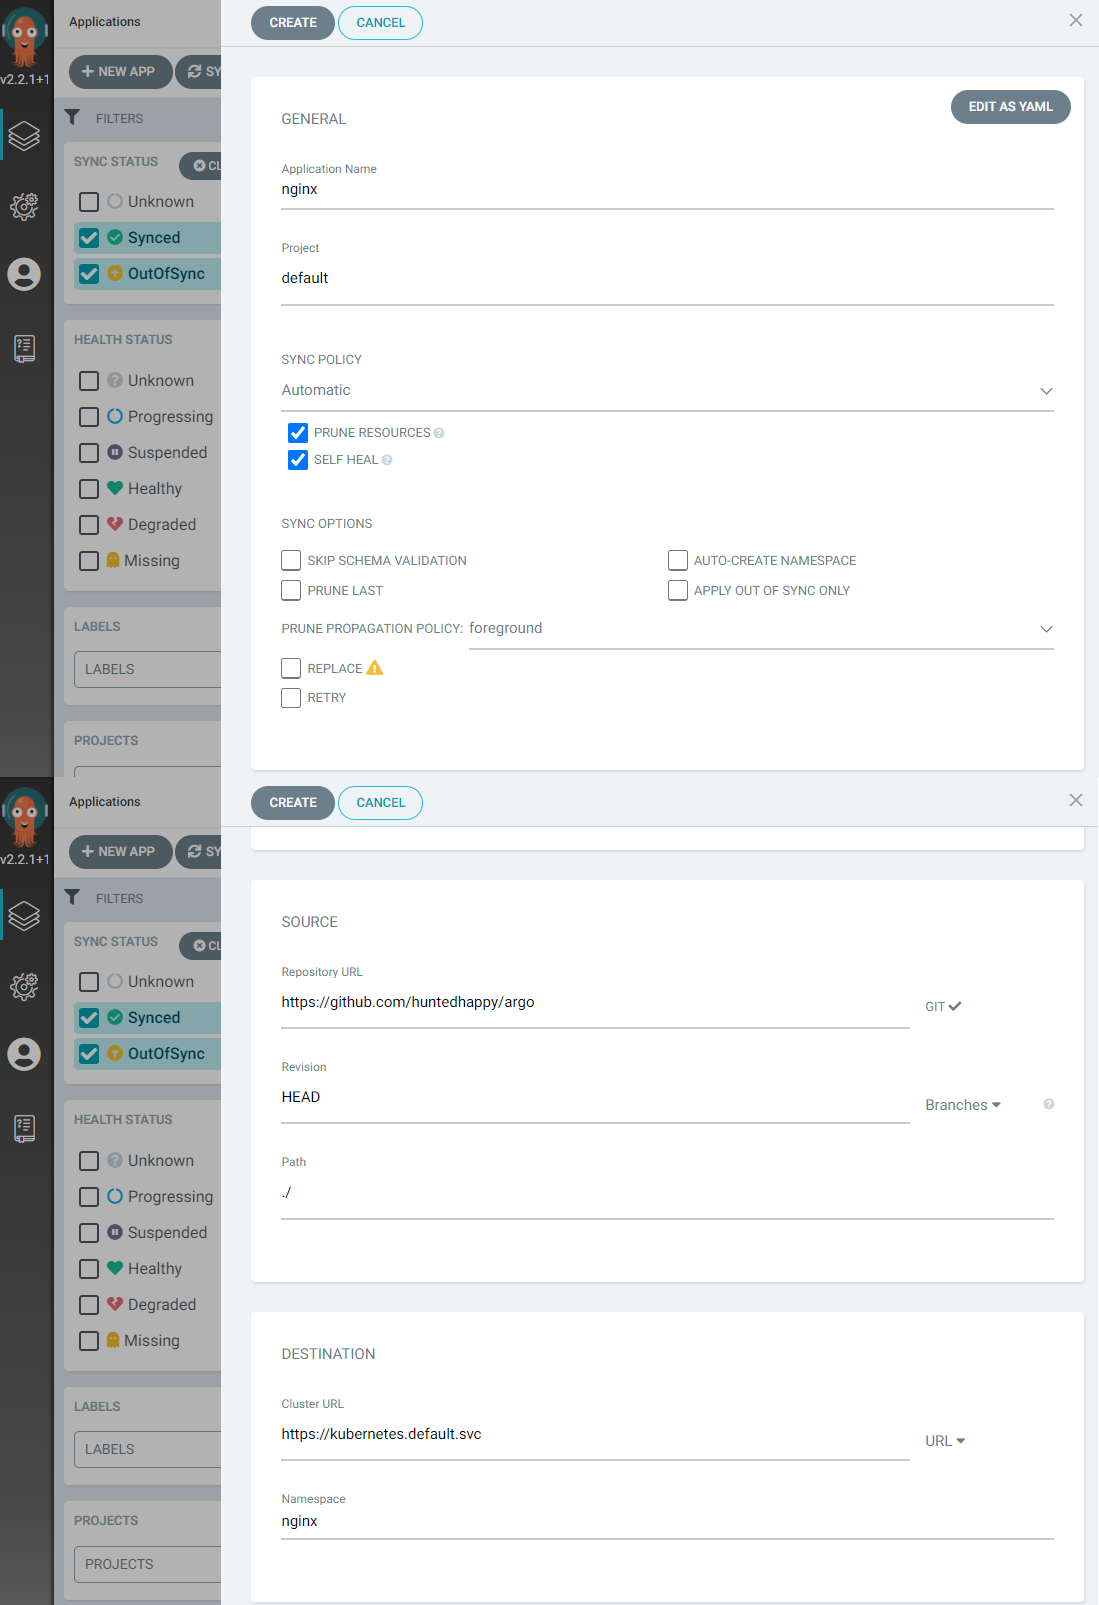 Applications
CREATE
CANCEL
v2.2.1+1
NEW APP
SY
FILTERS
SYNC STATUS
CL
Unknown
Synced
OutOfSync
HEALTH STATUS
Unknown
Progressing
Suspended
Healthy
Degraded
Missing
LABELS
LABELS
PROJECTS
GENERAL
EDIT AS YAML
Application Name
nginx
Project
default
SYNC POLICY
Automatic
PRUNE RESOURCES
SELF HEAL
SYNC OPTIONS
SKIP SCHEMA VALIDATION
AUTO-CREATE NAMESPACE
PRUNE LAST
APPLY OUT OF SYNC ONLY
PRUNE PROPAGATION POLICY: foreground
REPLACE
RETRY
Applications
CREATE
CANCEL
v2.2.1+1
NEW APP
SY
FILTERS
SYNC STATUS
CL
Unknown
Synced
OutOfSync
HEALTH STATUS
Unknown
Progressing
Suspended
Healthy
Degraded
Missing
LABELS
LABELS
PROJECTS
PROJECTS
SOURCE
Repository URL
https://github.com/huntedhappy/argo
GIT
Revision
HEAD
Branches
Path
./
DESTINATION
Cluster URL
https://kubernetes.default.svc
URL
Namespace
nginx